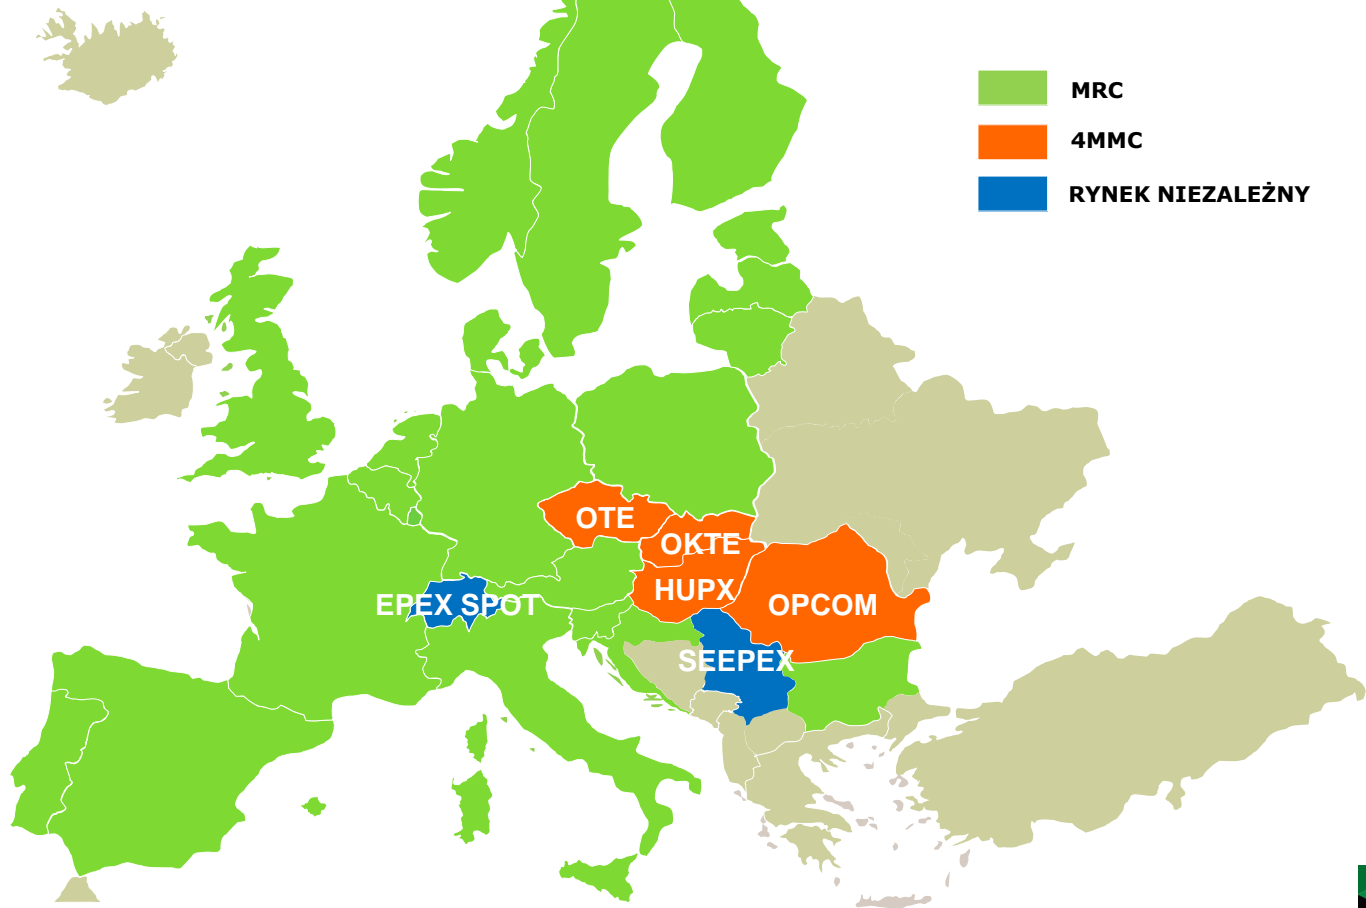 MRC
4MMC
RYNEK NIEZALEŻNY
OTE
OKTE
HUPX
EPEX SPOT
OPCOM
SEEPEX